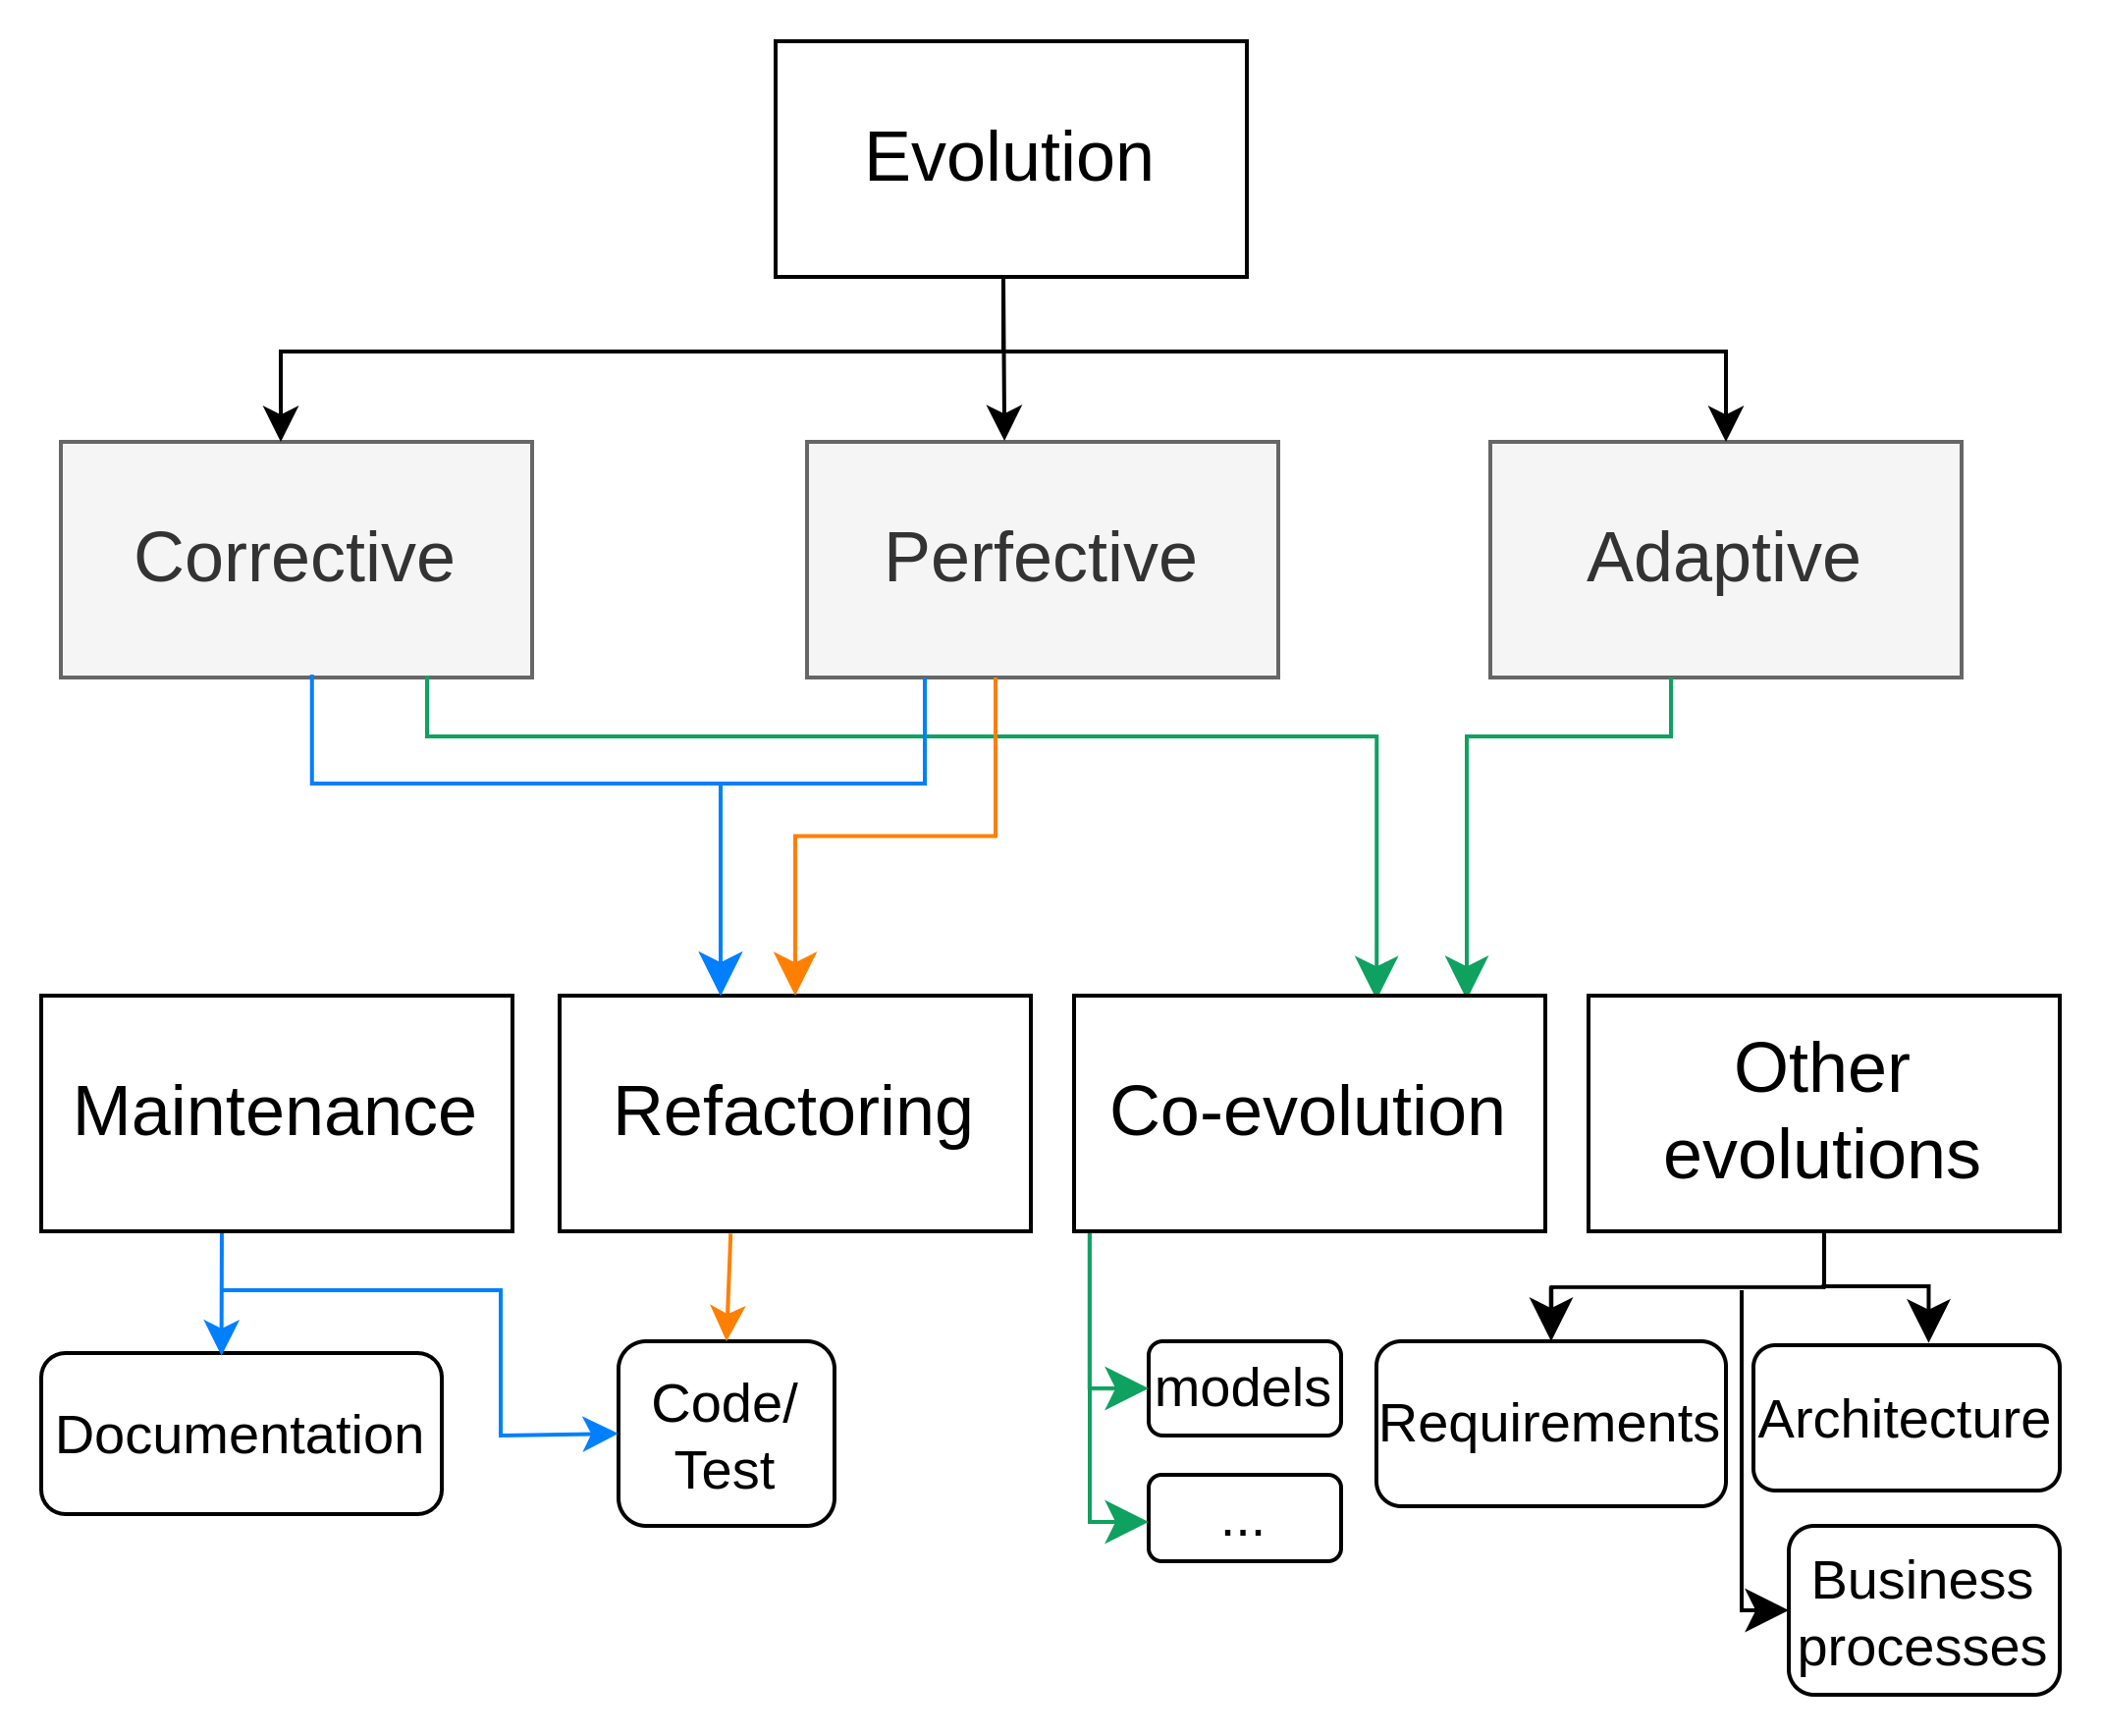 Evolution
Corrective
Perfective
Adaptive
Maintenance
Refactoring
Co-evolution
Other
evolutions
Documentation
Code/
Test
models
...
Requirements
Architecture
Business
processes